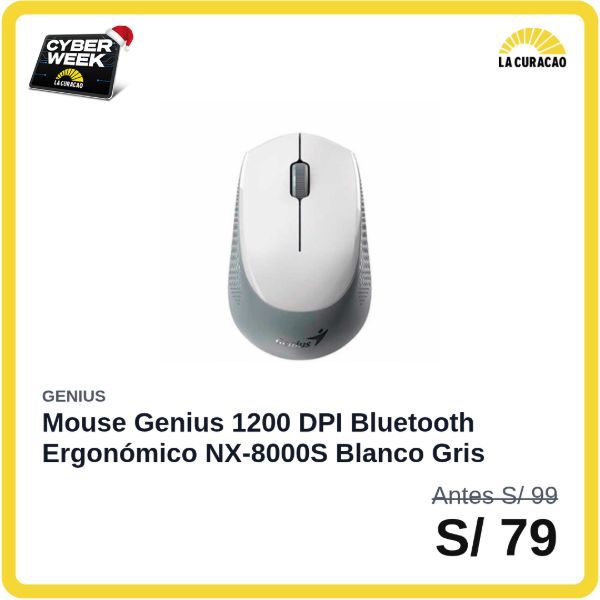 CYBER
WEEK
LA CURACAO
LA CURACAO
Genius
GENIUS
Mouse Genius 1200 DPI Bluetooth
Ergonómico NX-8000S Blanco Gris
Antes S/ 99
S/ 79